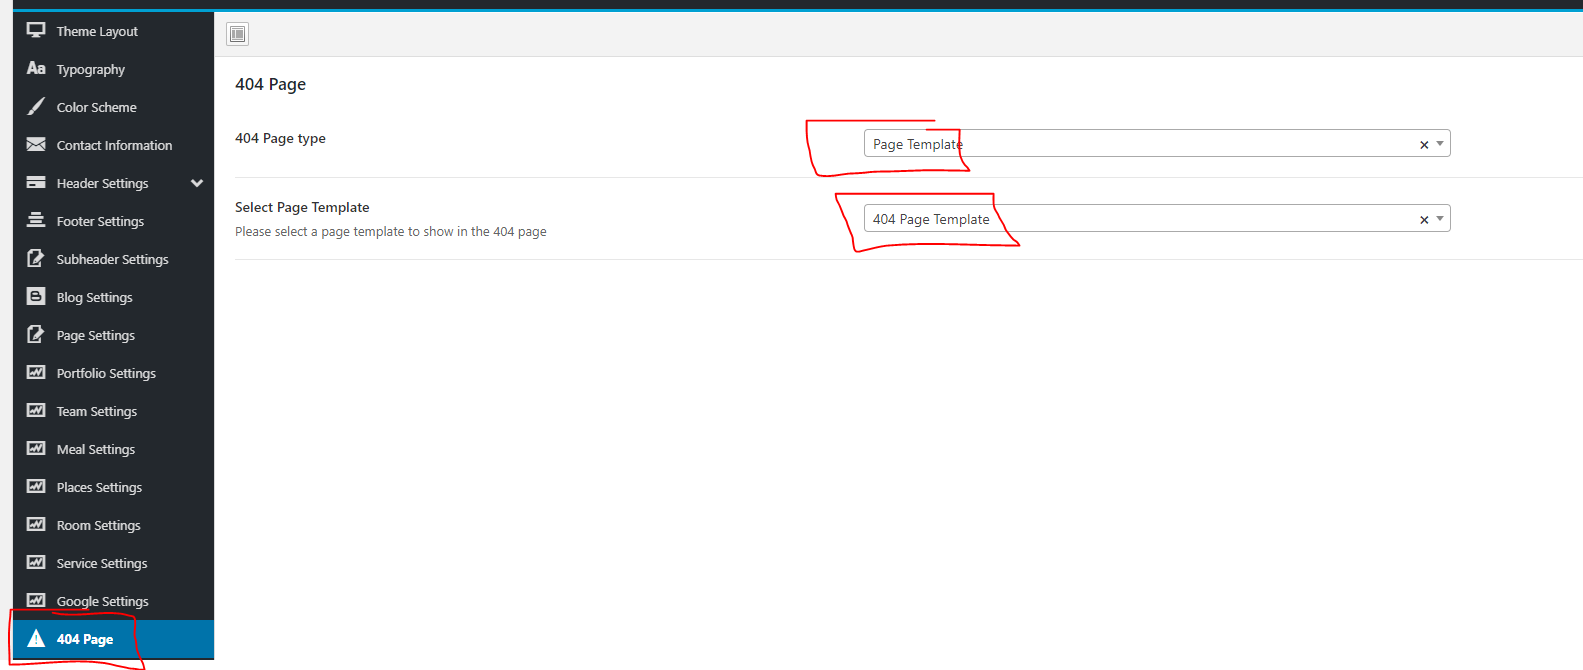 Theme Layout
Typography
Color Scheme
Contact Information
Header Settings
Footer Settings
Subheader Settings
Blog Settings
Page Settings
Portfolio Settings
Team Settings
Meal Settings
Places Settings
Room Settings
Service Settings
Google Settings
404 Page
404 Page
404 Page type
Page Template
Select Page Template
Please select a page template to show in the 404 page
404 Page Template